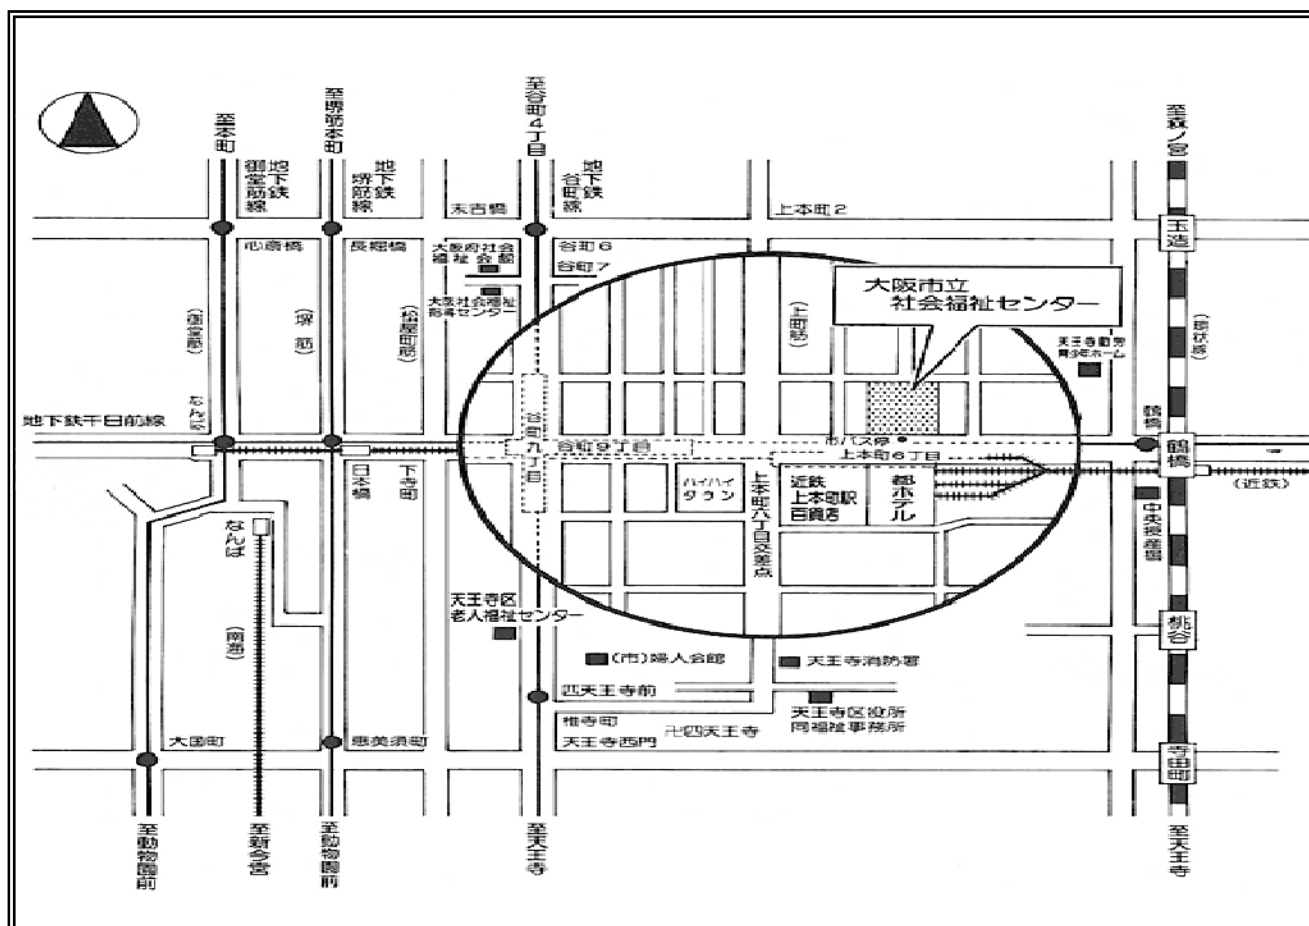 至本町
至堺筋本町
至谷町4丁目
至森ノ宮
地下鉄
御堂筋線
地下鉄
堺筋線
地下鉄
谷町線
末吉橋
上本町2
心斎橋
長堀橋
谷町6
谷町7
玉造
大阪府社会
福祉会館
大阪社会福祉
指導センター
大阪市立
社会福祉センター
(御堂筋)
(堺筋)
(上町筋)
(環状線)
天王寺勤労
青少年ホーム
地下鉄千日前線
なんば
谷町九丁目
谷町9丁目
市バス停
上本町6丁目
鶴橋
鶴橋
(近鉄)
日本橋
下寺町
ハイハイ
タウン
上本町六丁目交差点
近鉄
上本町駅
百貨店
都ホテル
中央授産場
なんば
(南海)
天王寺区
老人福祉センター
桃谷
(市)婦人会館
天王寺消防署
四天王寺前
椎寺町
卍四天王寺
天王寺区役所
同福祉事務所
大国町
恵美須町
天王寺西門
寺田町
至動物園前
至新今宮
至動物園前
至天王寺
至天王寺